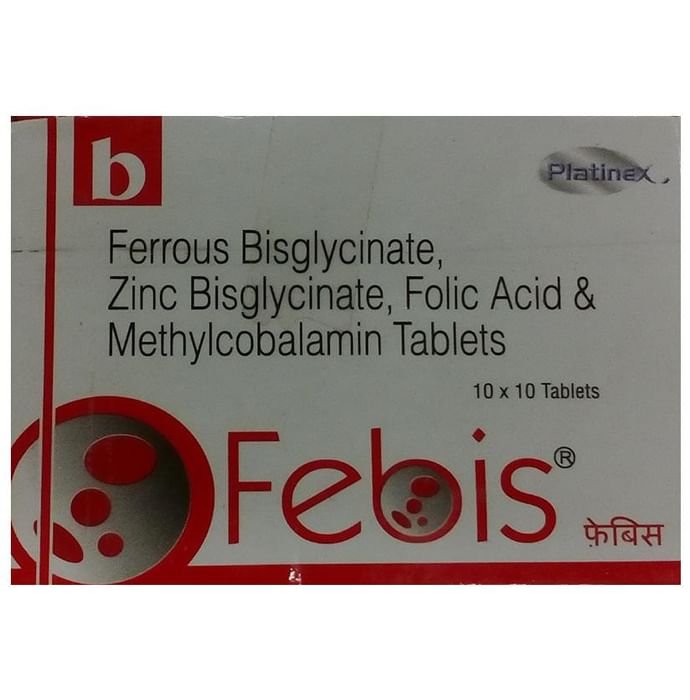 b
Platinex
Ferrous Bisglycinate,
Zinc Bisglycinate, Folic Acid &
Methylcobalamin Tablets
10 x 10 Tablets
Febis®
फ़ेबिस